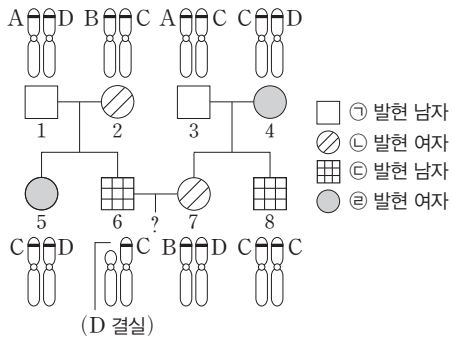 A D B C A C C D
1 2 3 4
㉠ 발현 남자
㉡ 발현 여자
㉢ 발현 남자
㉣ 발현 여자
5 6 ? 7 8
C D C B D C C
(D 결실)